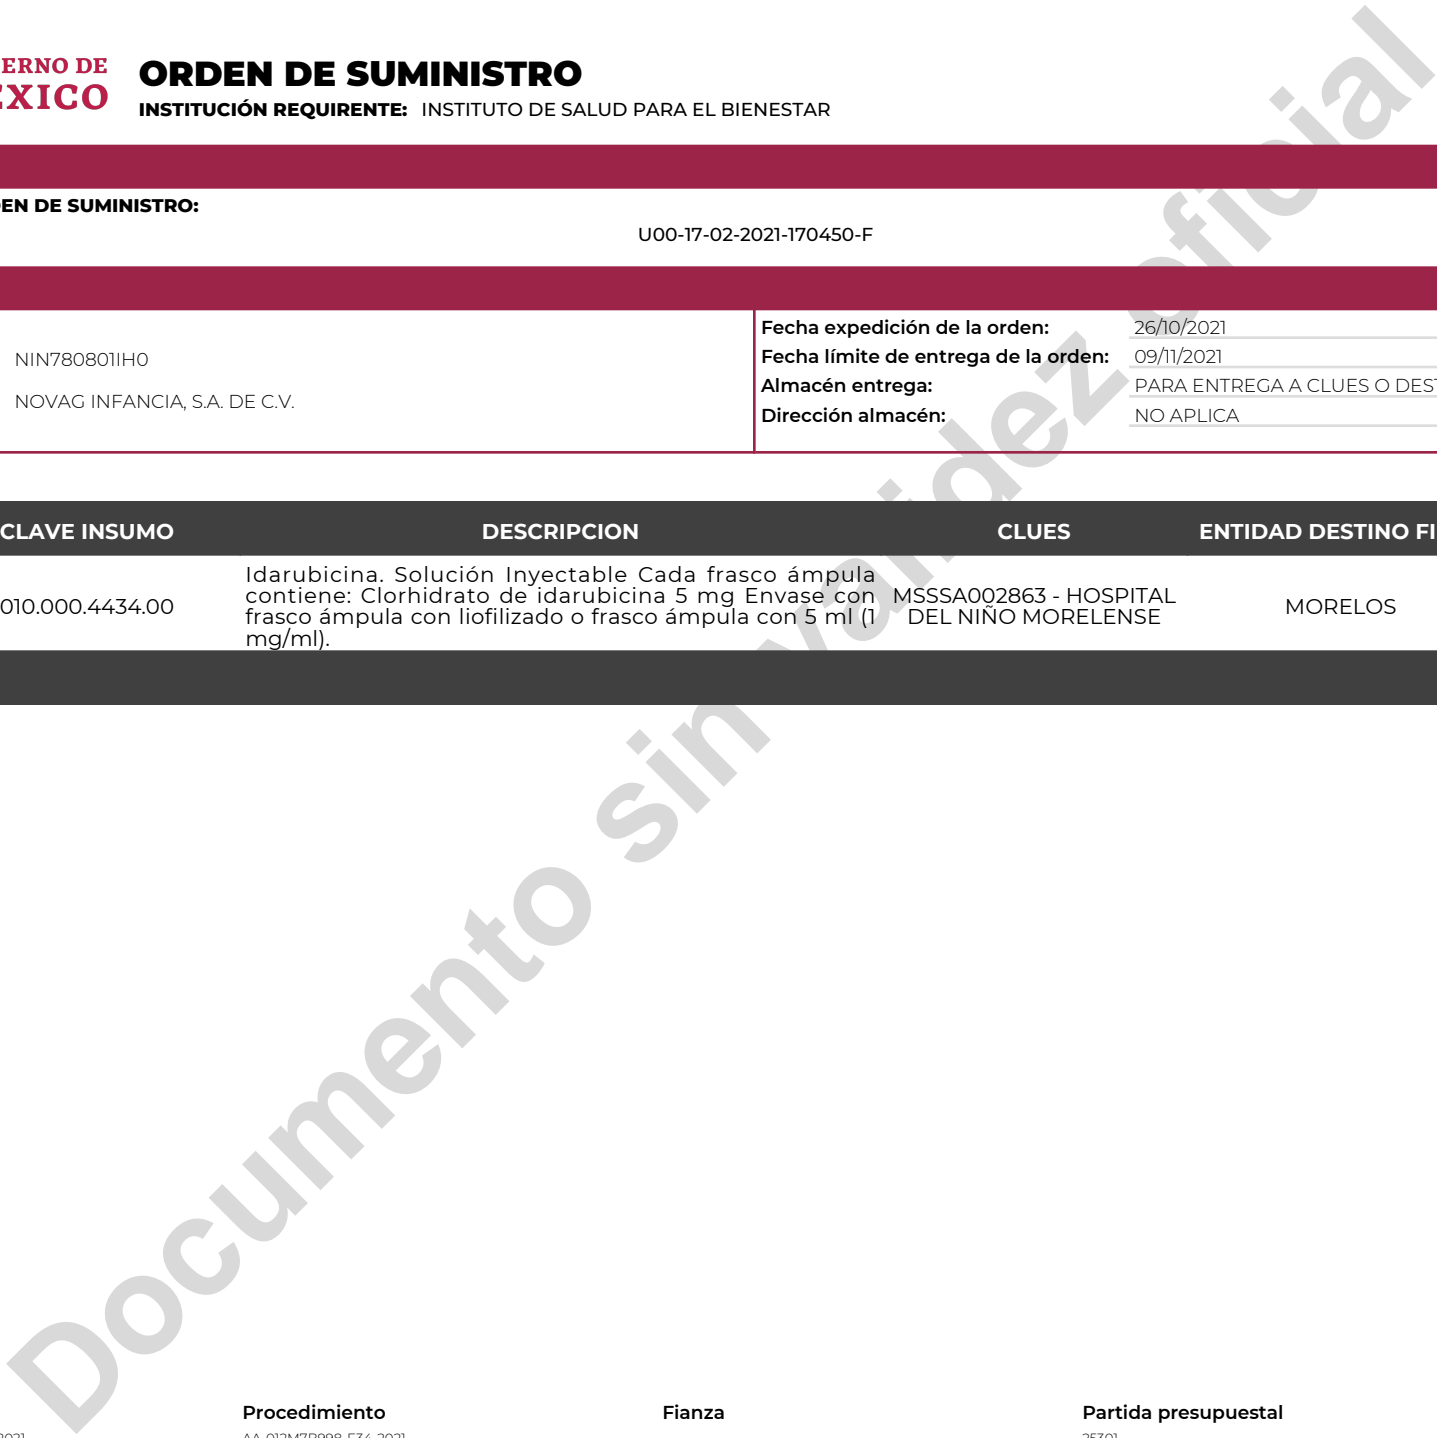 ERNO DE
EXICO
ORDEN DE SUMINISTRO
INSTITUCIÓN REQUIRENTE: INSTITUTO DE SALUD PARA EL BIENESTAR
EN DE SUMINISTRO:
U00-17-02-2021-170450-F
NIN780801IH0
NOVAG INFANCIA, S.A. DE C.V.
Fecha expedición de la orden: 26/10/2021
Fecha límite de entrega de la orden: 09/11/2021
Almacén entrega: PARA ENTREGA A CLUES O DEST
Dirección almacén: NO APLICA
CLAVE INSUMO DESCRIPCION CLUES ENTIDAD DESTINO FI
010.000.4434.00
Idarubicina. Solución Inyectable Cada frasco ámpula
contiene: Clorhidrato de idarubicina 5 mg Envase con
frasco ámpula con liofilizado o frasco ámpula con 5 ml (1
mg/ml).
MSSSA002863 - HOSPITAL
DEL NIÑO MORELENSE
MORELOS
Documento sin validez oficial
Procedimiento Fianza Partida presupuestal